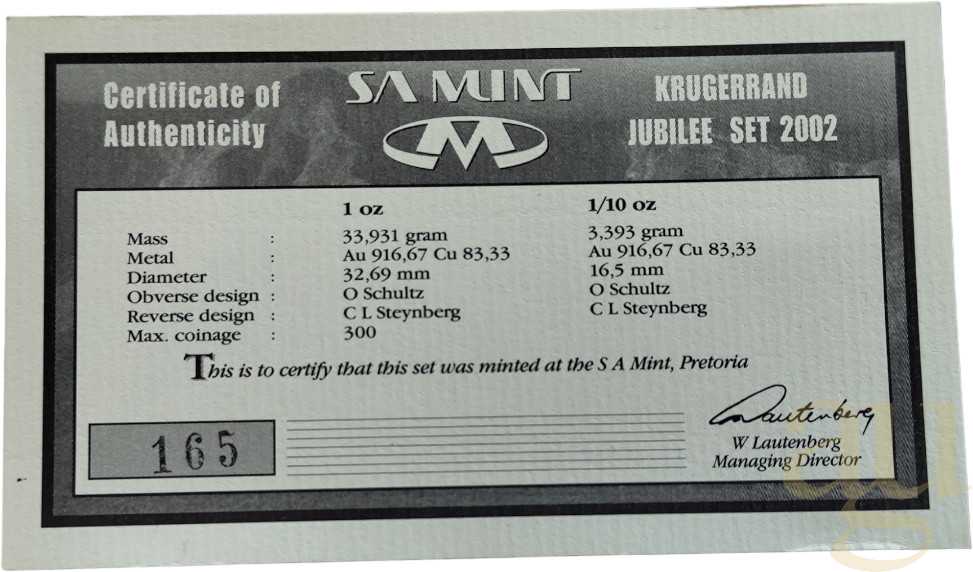 Certificate of
Authenticity
SA MINT
KRUGERRAND
JUBILEE SET 2002
1 oz 1/10 oz
Mass : 33,931 gram 3,393 gram
Metal : Au 916,67 Cu 83,33 Au 916,67 Cu 83,33
Diameter : 32,69 mm 16,5 mm
Obverse design : O Schultz O Schultz
Reverse design : C L Steynberg C L Steynberg
Max. coinage : 300
This is to certify that this set was minted at the S A Mint, Pretoria
165
Lautenberg
W Lautenberg
Managing Director